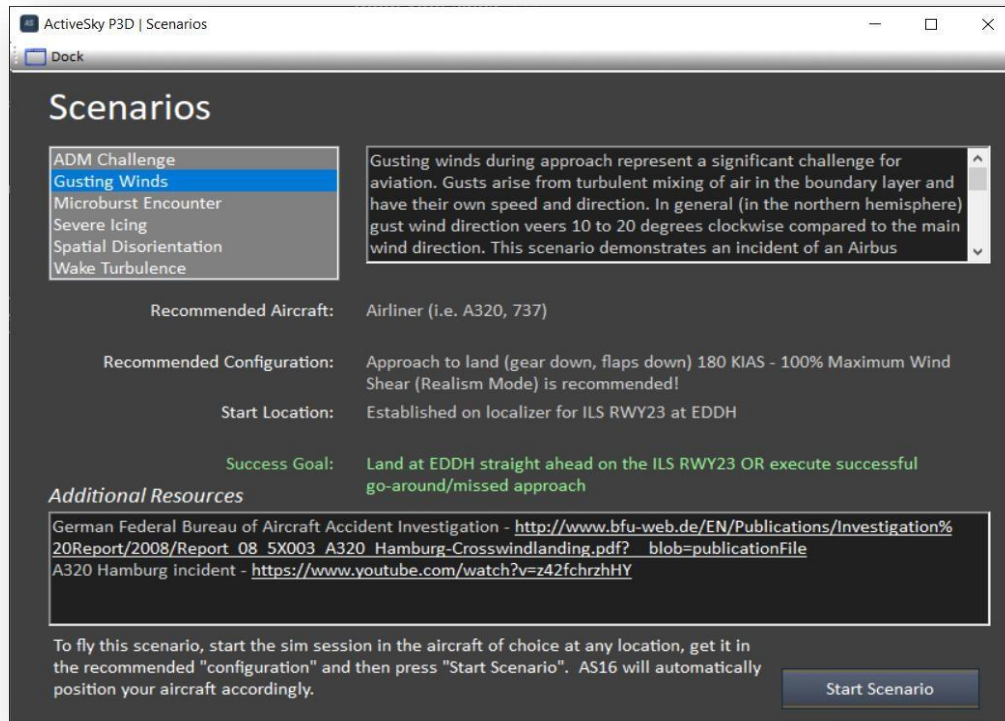 AS ActiveSky P3D | Scenarios
Dock
Scenarios
ADM Challenge
Gusting Winds
Microburst Encounter
Severe Icing
Spatial Disorientation
Wake Turbulence
Gusting winds during approach represent a significant challenge for
aviation. Gusts arise from turbulent mixing of air in the boundary layer and
have their own speed and direction. In general (in the northern hemisphere)
gust wind direction veers 10 to 20 degrees clockwise compared to the main
wind direction. This scenario demonstrates an incident of an Airbus
Recommended Aircraft: Airliner (i.e. A320, 737)
Recommended Configuration: Approach to land (gear down, flaps down) 180 KIAS - 100% Maximum Wind
Shear (Realism Mode) is recommended!
Start Location: Established on localizer for ILS RWY23 at EDDH
Success Goal: Land at EDDH straight ahead on the ILS RWY23 OR execute successful
go-around/missed approach
Additional Resources
German Federal Bureau of Aircraft Accident Investigation - http://www.bfu-web.de/EN/Publications/Investigation%
20Report/2008/Report_08_5X003_A320_Hamburg-Crosswindlanding.pdf?__blob=publicationFile
A320 Hamburg incident - https://www.youtube.com/watch?v=z42fchrzhHY
To fly this scenario, start the sim session in the aircraft of choice at any location, get it in
the recommended "configuration" and then press "Start Scenario". AS16 will automatically
position your aircraft accordingly.
Start Scenario